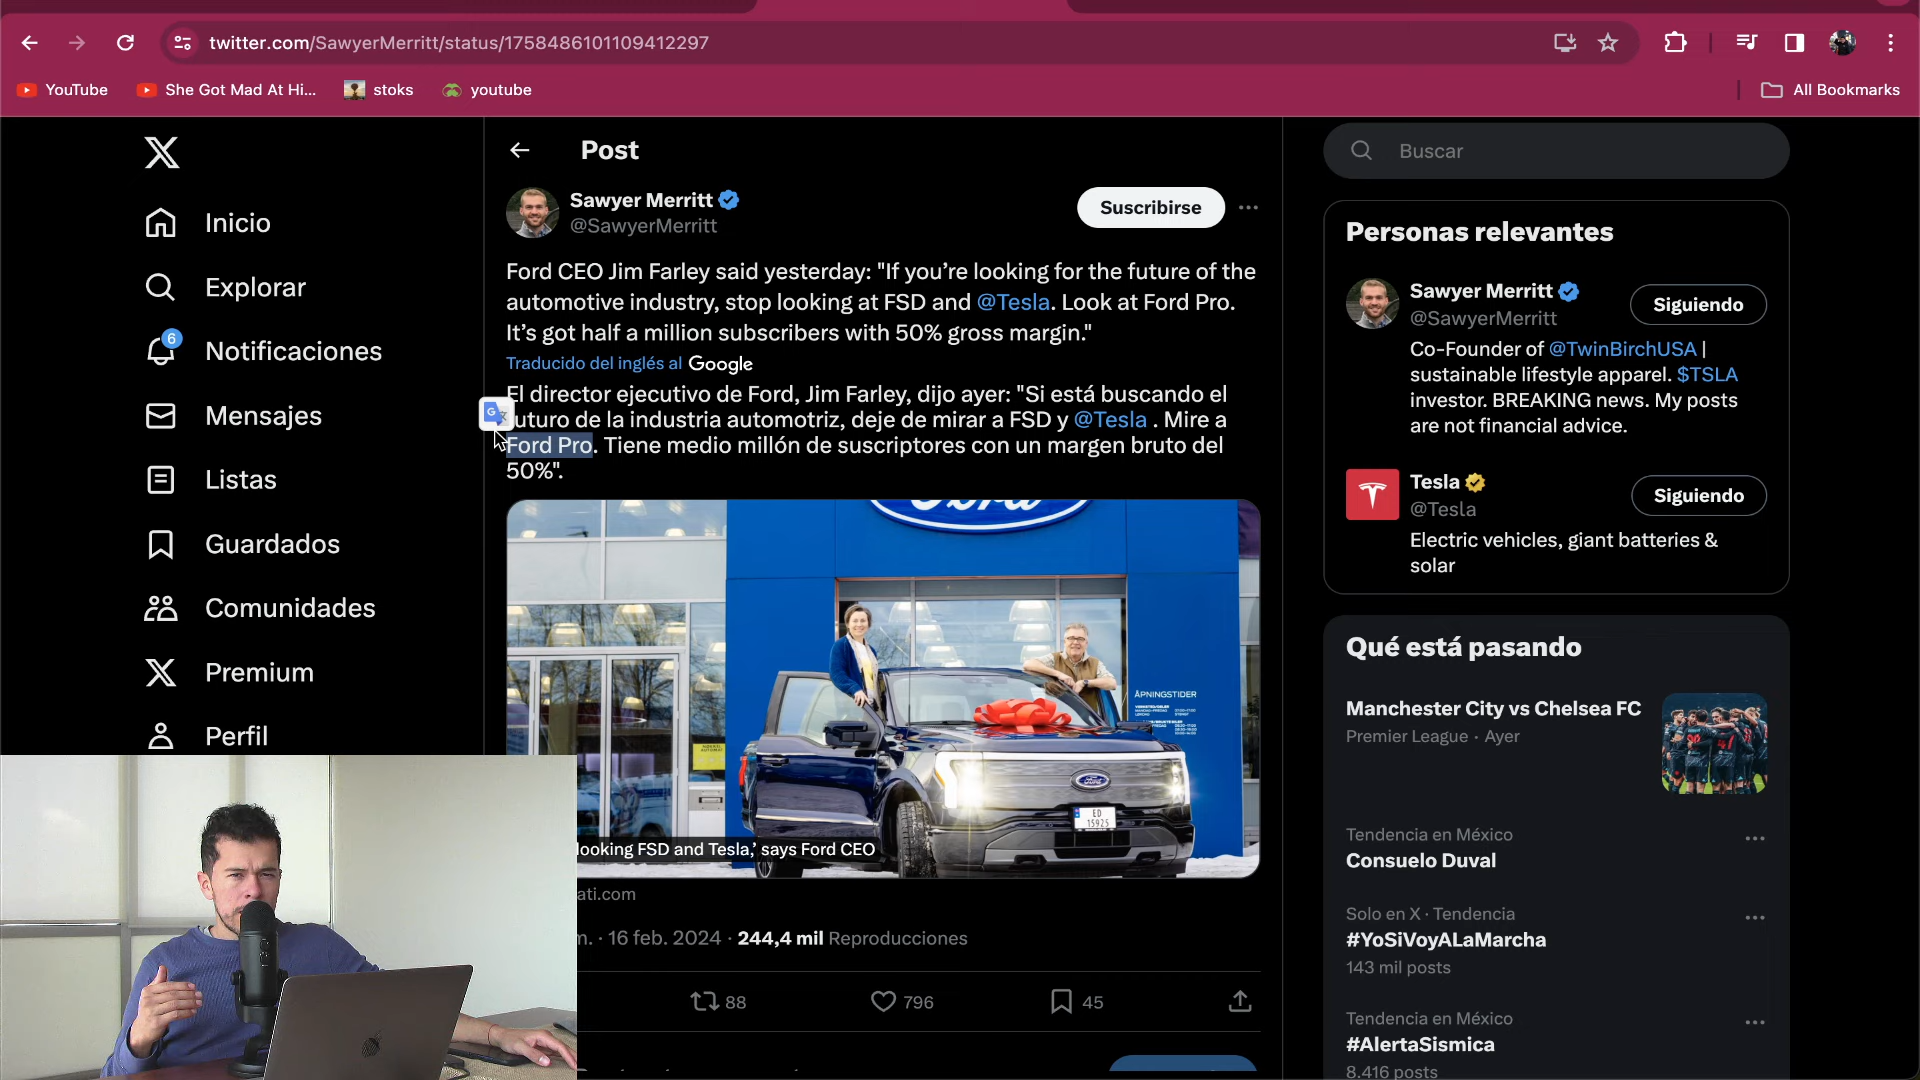 twitter.com/SawyerMerritt/status/1758486101109412297
YouTube
She Got Mad At Hi...
stoks
youtube
All Bookmarks
Inicio
Explorar
6
Notificaciones
Mensajes
Listas
Guardados
Comunidades
Premium
Perfil
Post
Sawyer Merritt
@SawyerMerritt
Suscribirse
Ford CEO Jim Farley said yesterday: "If you’re looking for the future of the
automotive industry, stop looking at FSD and @Tesla. Look at Ford Pro.
It’s got half a million subscribers with 50% gross margin."
Traducido del inglés al Google
El director ejecutivo de Ford, Jim Farley, dijo ayer: "Si está buscando el
futuro de la industria automotriz, deje de mirar a FSD y @Tesla . Mire a
Ford Pro. Tiene medio millón de suscriptores con un margen bruto del
50%".
Ford
ÅPNINGSTIDER
Ford
ED
15925
looking FSD and Tesla,’ says Ford CEO
ati.com
m. · 16 feb. 2024 · 244,4 mil Reproducciones
88
796
45
Buscar
Personas relevantes
Sawyer Merritt
@SawyerMerritt
Siguiendo
Co-Founder of @TwinBirchUSA |
sustainable lifestyle apparel. $TSLA
investor. BREAKING news. My posts
are not financial advice.
Tesla
@Tesla
Siguiendo
Electric vehicles, giant batteries &
solar
Qué está pasando
Manchester City vs Chelsea FC
Premier League · Ayer
Tendencia en México
Consuelo Duval
Solo en X · Tendencia
#YoSiVoyALaMarcha
143 mil posts
Tendencia en México
#AlertaSismica
8.416 posts